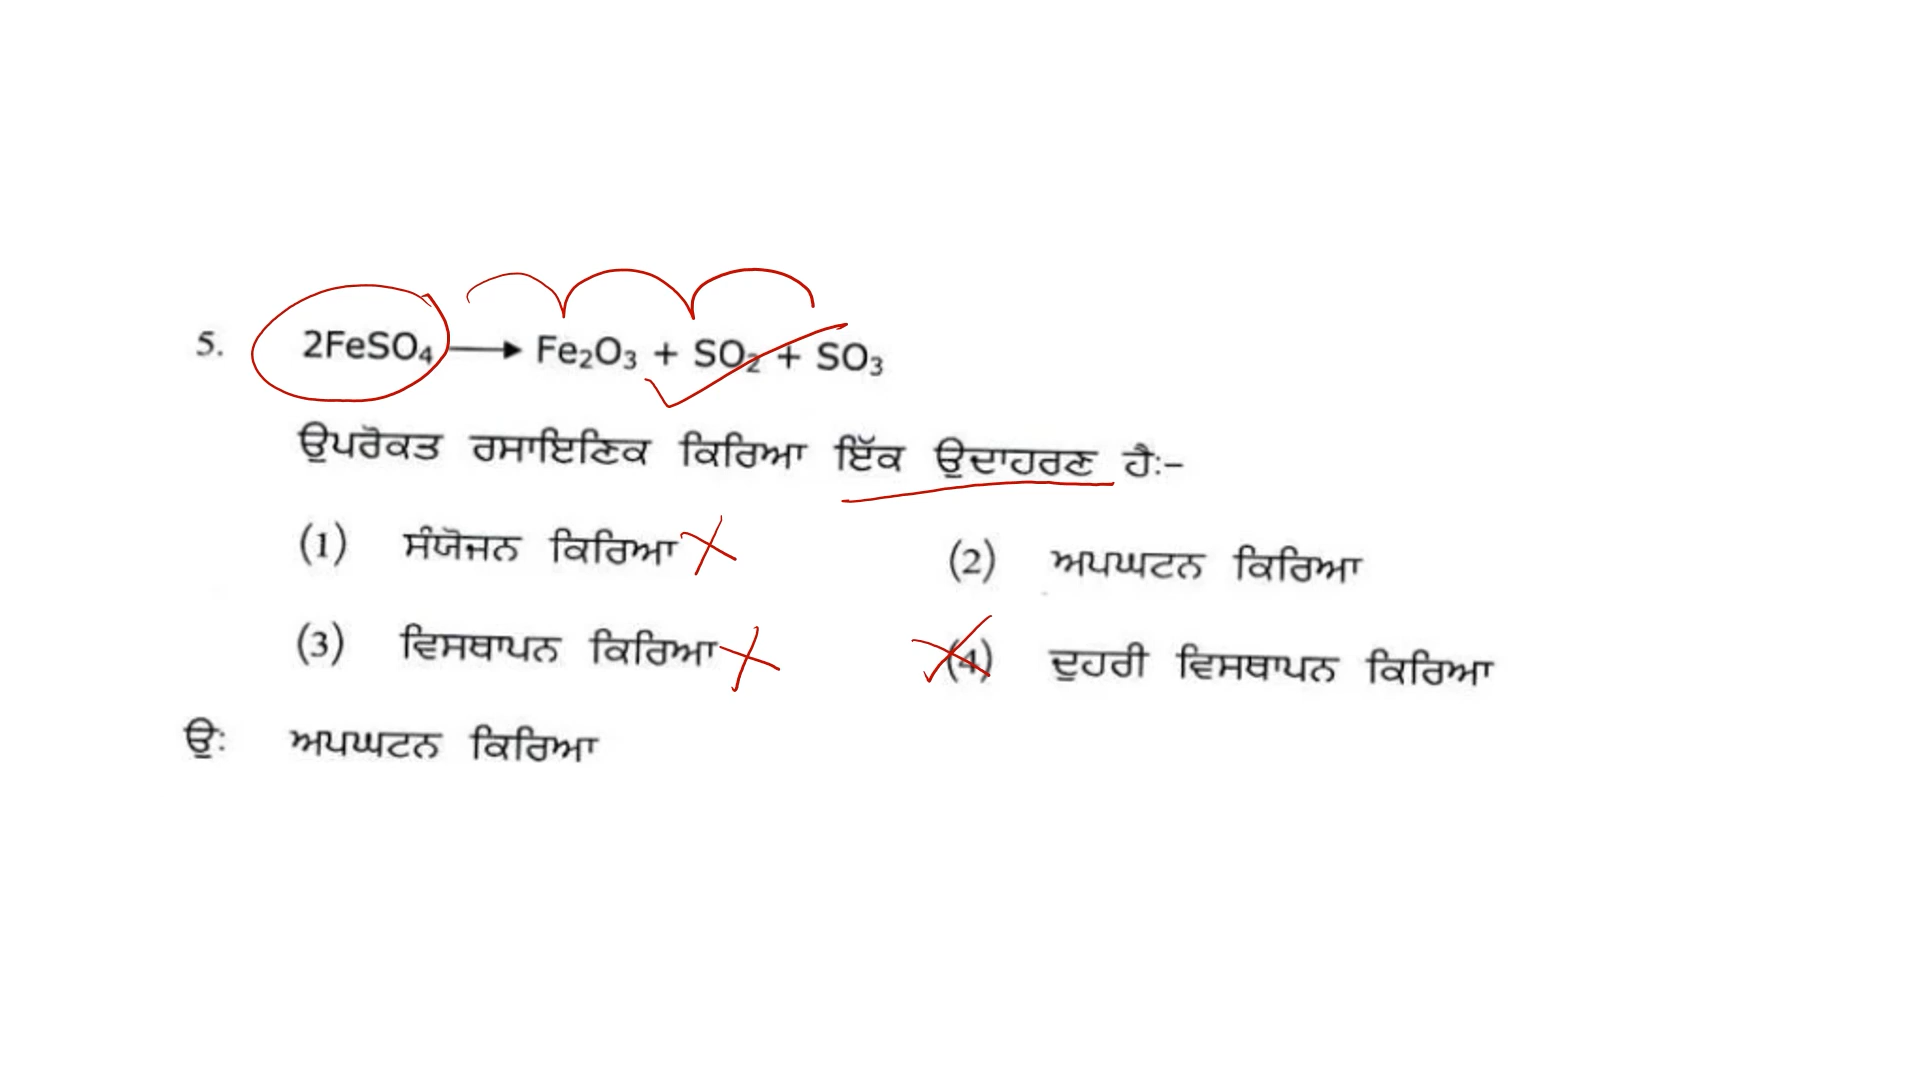 5. 2FeSO₄ ⟶ Fe₂O₃ + SO₂ + SO₃
ਉਪਰੋਕਤ ਰਸਾਇਣਿਕ ਕਿਰਿਆ ਇੱਕ ਉਦਾਹਰਣ ਹੈ:-
(1) ਸੰਯੋਜਨ ਕਿਰਿਆ (2) ਅਪਘਟਨ ਕਿਰਿਆ
(3) ਵਿਸਥਾਪਨ ਕਿਰਿਆ (4) ਦੁਹਰੀ ਵਿਸਥਾਪਨ ਕਿਰਿਆ
ਉ: ਅਪਘਟਨ ਕਿਰਿਆ